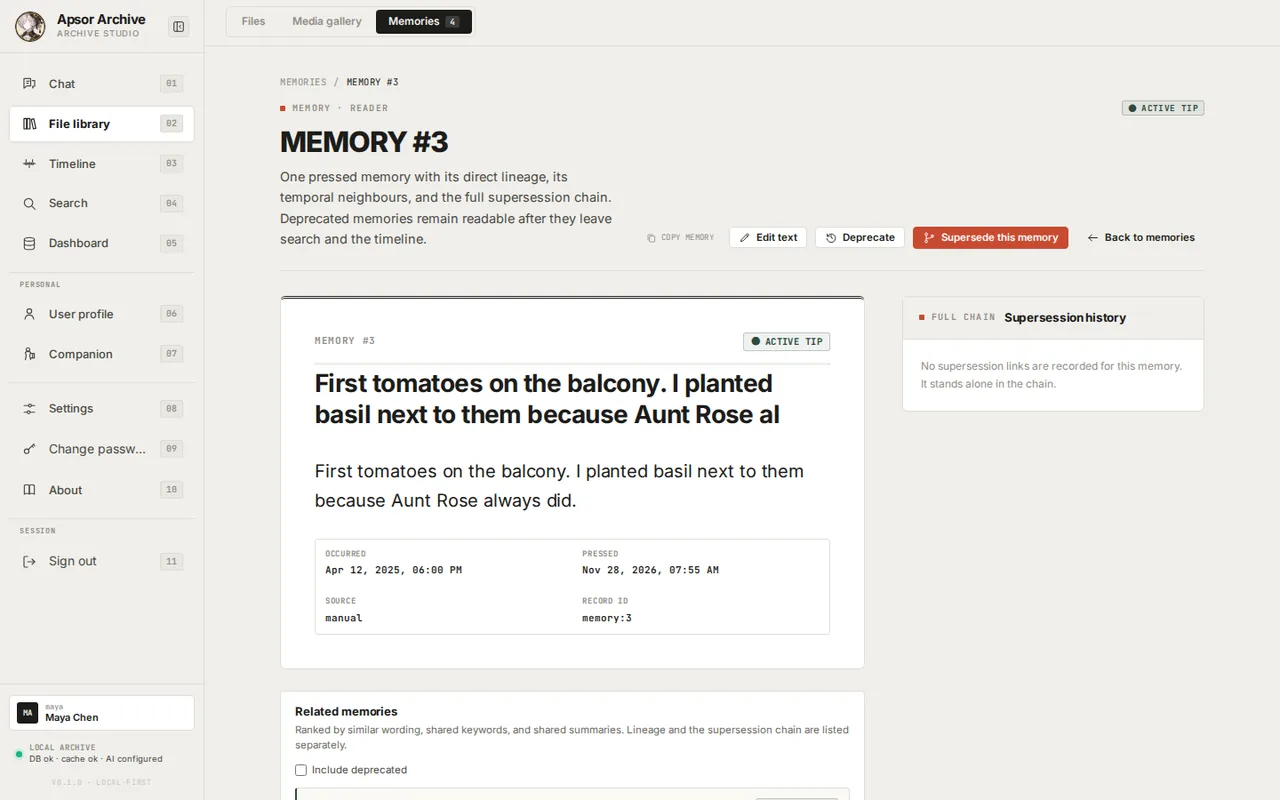 Apsor Archive
ARCHIVE STUDIO
Files
Media gallery
Memories 4
Chat 01
File library 02
Timeline 03
Search 04
Dashboard 05
PERSONAL
User profile 06
Companion 07
Settings 08
Change passw... 09
About 10
SESSION
Sign out 11
MA
maya
Maya Chen
LOCAL ARCHIVE
DB ok · cache ok · AI configured
V0.1.0 · LOCAL-FIRST
MEMORIES / MEMORY #3
MEMORY · READER
ACTIVE TIP
MEMORY #3
One pressed memory with its direct lineage, its
temporal neighbours, and the full supersession chain.
Deprecated memories remain readable after they leave
search and the timeline.
COPY MEMORY
Edit text
Deprecate
Supersede this memory
Back to memories
MEMORY #3
ACTIVE TIP
First tomatoes on the balcony. I planted
basil next to them because Aunt Rose al
First tomatoes on the balcony. I planted basil next to them
because Aunt Rose always did.
OCCURRED
Apr 12, 2025, 06:00 PM
PRESSED
Nov 28, 2026, 07:55 AM
SOURCE
manual
RECORD ID
memory:3
FULL CHAIN Supersession history
No supersession links are recorded for this memory.
It stands alone in the chain.
Related memories
Ranked by similar wording, shared keywords, and shared summaries. Lineage and the supersession chain are listed
separately.
Include deprecated